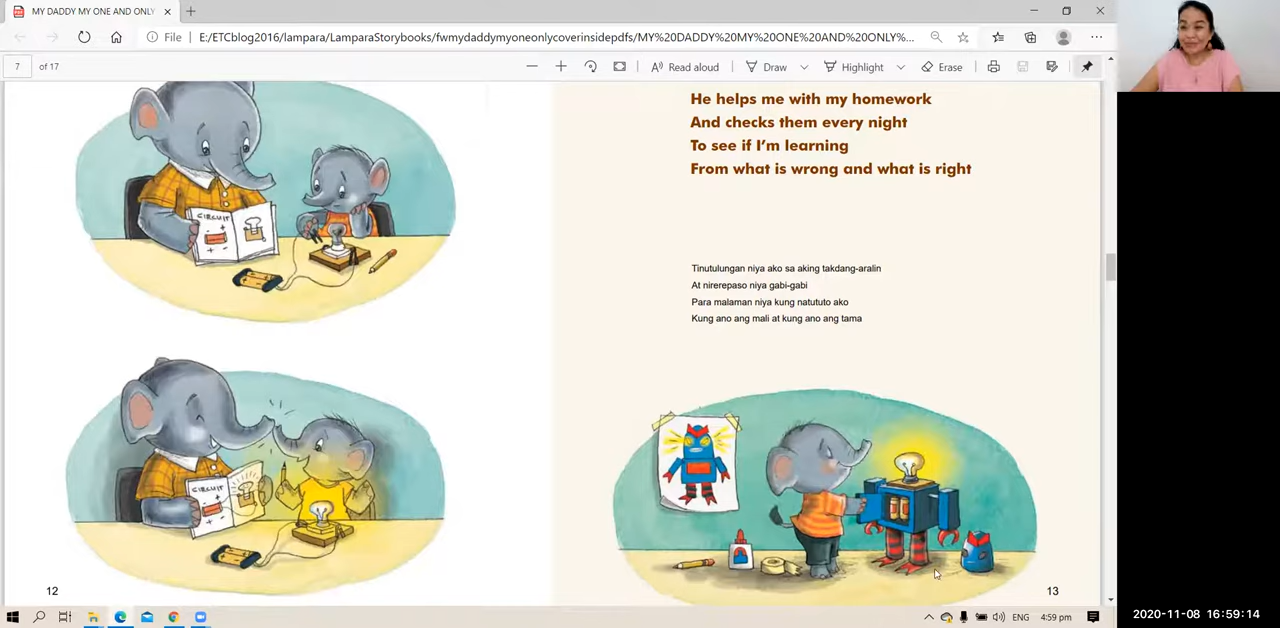 MY DADDY MY ONE AND ONLY
File
E:/ETCblog2016/lampara/LamparaStorybooks/fwmydaddymyoneonlycoverinsidepdfs/MY%20DADDY%20MY%20ONE%20AND%20ONLY%...
7 of 17
Read aloud
Draw
Highlight
Erase
CIRCUIT
CIRCUIT
12
He helps me with my homework
And checks them every night
To see if I'm learning
From what is wrong and what is right
Tinutulungan niya ako sa aking takdang-aralin
At nirerepaso niya gabi-gabi
Para malaman niya kung natututo ako
Kung ano ang mali at kung ano ang tama
13
ENG
4:59 pm
2020-11-08 16:59:14